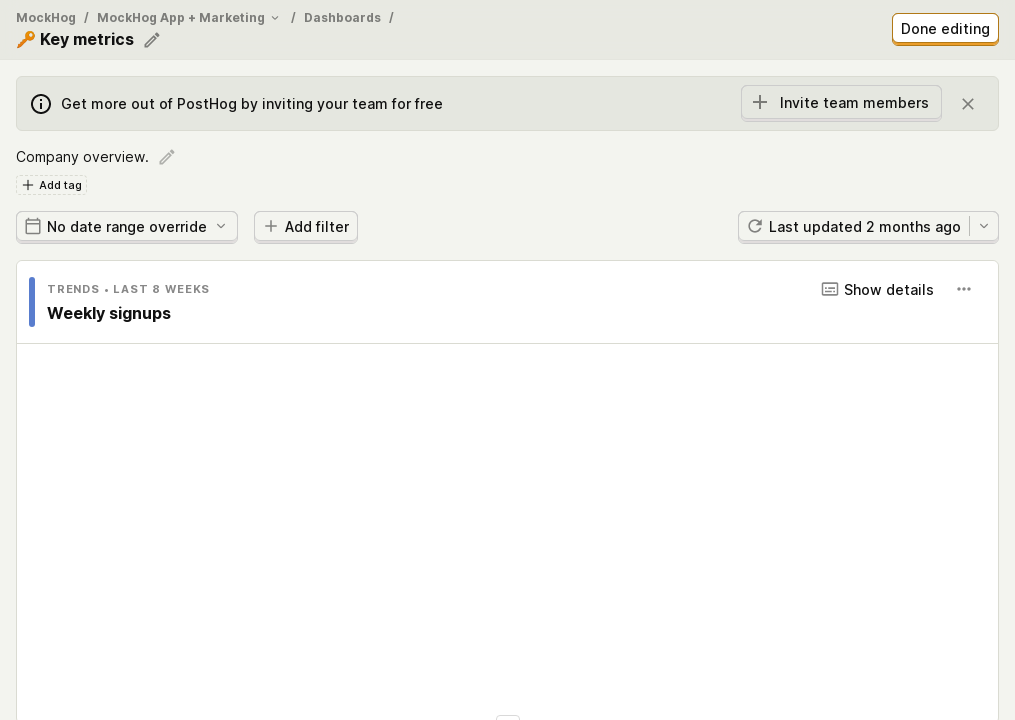 MockHog / MockHog App + Marketing / Dashboards /
Key metrics
Done editing
Get more out of PostHog by inviting your team for free
Invite team members
Company overview.
Add tag
No date range override
Add filter
Last updated 2 months ago
TRENDS • LAST 8 WEEKS
Show details
Weekly signups